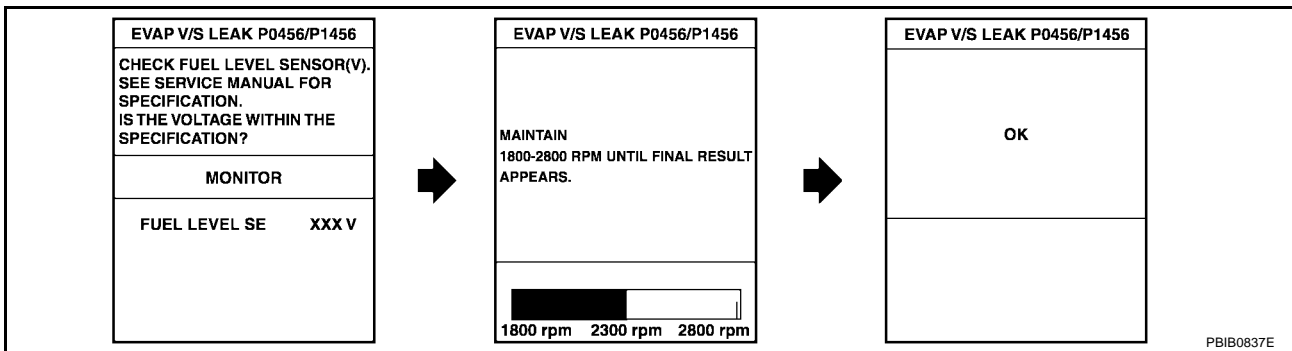 EVAP V/S LEAK P0456/P1456
CHECK FUEL LEVEL SENSOR(V).
SEE SERVICE MANUAL FOR
SPECIFICATION.
IS THE VOLTAGE WITHIN THE
SPECIFICATION?
MONITOR
FUEL LEVEL SE XXX V
EVAP V/S LEAK P0456/P1456
MAINTAIN
1800-2800 RPM UNTIL FINAL RESULT
APPEARS.
1800 rpm 2300 rpm 2800 rpm
EVAP V/S LEAK P0456/P1456
OK
PBIB0837E